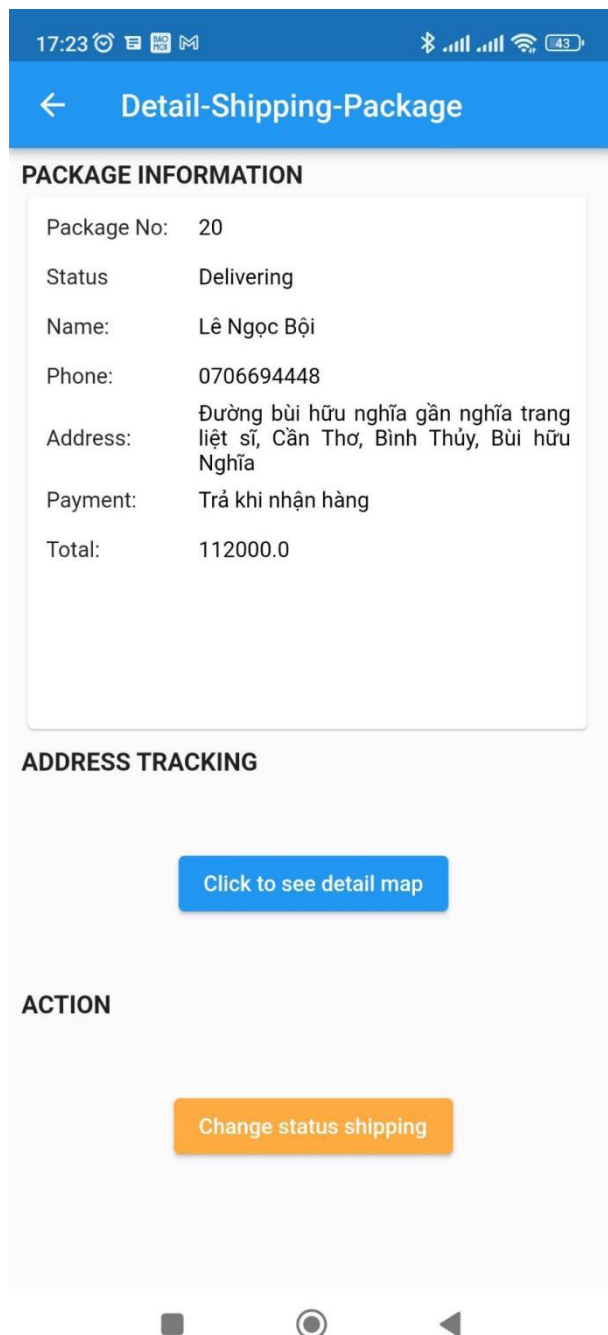 17:23 BÁO MỚI 43
Detail-Shipping-Package
PACKAGE INFORMATION
Package No: 20
Status Delivering
Name: Lê Ngọc Bội
Phone: 0706694448
Address: Đường bùi hữu nghĩa gần nghĩa trang
liệt sĩ, Cần Thơ, Bình Thủy, Bùi hữu
Nghĩa
Payment: Trả khi nhận hàng
Total: 112000.0
ADDRESS TRACKING
Click to see detail map
ACTION
Change status shipping